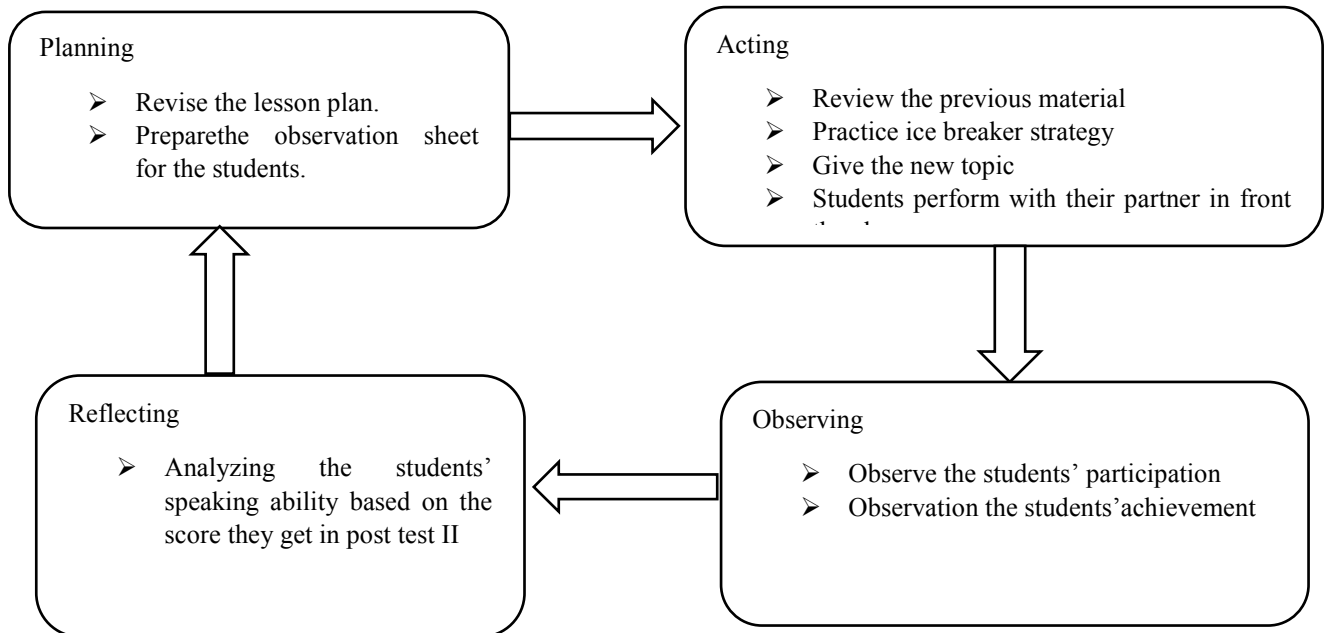 Planning
➢ Revise the lesson plan.
➢ Preparethe observation sheet
for the students.
Acting
➢ Review the previous material
➢ Practice ice breaker strategy
➢ Give the new topic
➢ Students perform with their partner in front
Reflecting
➢ Analyzing the students’
speaking ability based on the
score they get in post test II
Observing
➢ Observe the students’ participation
➢ Observation the students’achievement